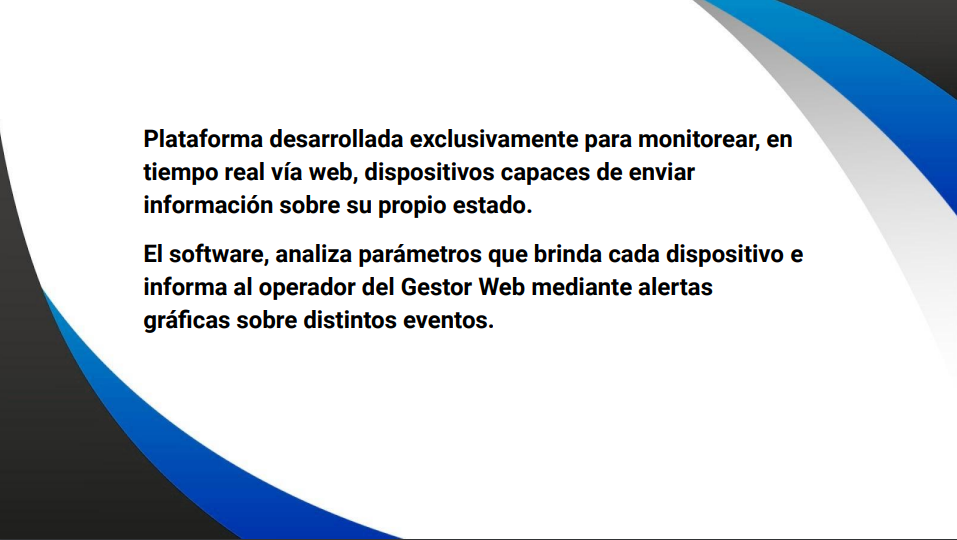 Plataforma desarrollada exclusivamente para monitorear, en
tiempo real vía web, dispositivos capaces de enviar
información sobre su propio estado.
El software, analiza parámetros que brinda cada dispositivo e
informa al operador del Gestor Web mediante alertas
gráficas sobre distintos eventos.